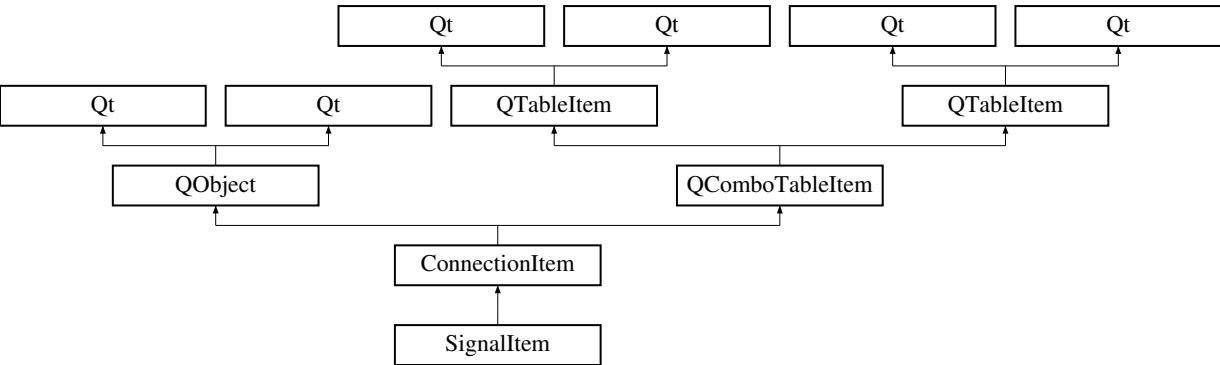 Qt
Qt
Qt
Qt
Qt
Qt
QTableItem
QTableItem
QObject
QComboTableItem
ConnectionItem
SignalItem